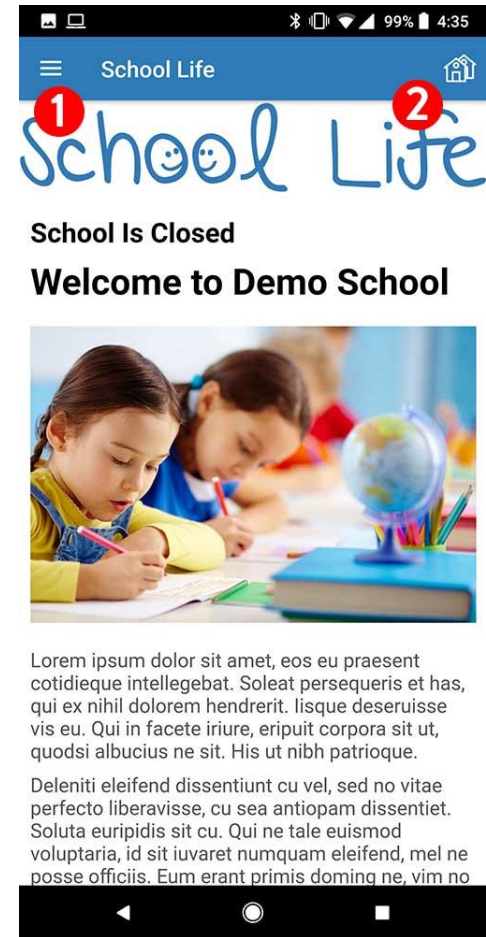 99% 4:35
School Life
1
2
School Life
School Is Closed
Welcome to Demo School
Lorem ipsum dolor sit amet, eos eu praesent
cotidieque intellegebat. Soleat persequeris et has,
qui ex nihil dolorem hendrerit. Iisque deseruisse
vis eu. Qui in facete iriure, eripuit corpora sit ut,
quodsi albucius ne sit. His ut nibh patrioque.
Deleniti eleifend dissentiunt cu vel, sed no vitae
perfecto liberavisse, cu sea antiopam dissentiet.
Soluta euripidis sit cu. Qui ne tale euismod
voluptaria, id sit iuvaret numquam eleifend, mel ne
posse officiis. Eum erant primis doming ne, vim no